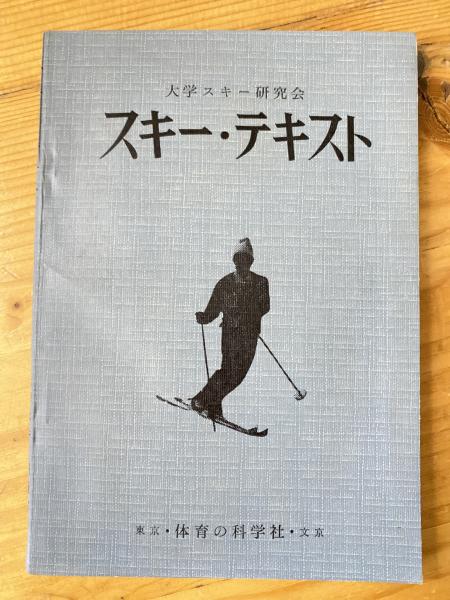 大学スキー研究会
スキー・テキスト
東京・体育の科学社・文京